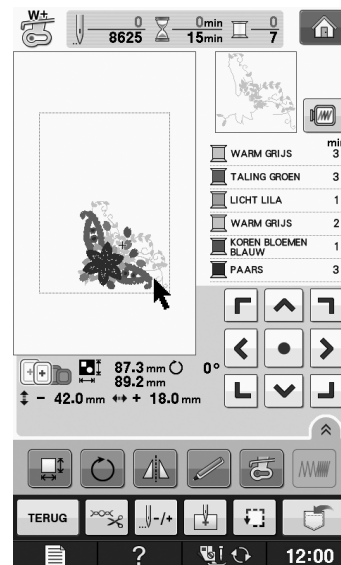 W+
0 0min 0
8625 15min 7
min
WARM GRIJS 3
TALING GROEN 3
LICHT LILA 1
WARM GRIJS 2
KOREN BLOEMEN
BLAUW 1
PAARS 3
87.3 mm 0°
89.2 mm
- 42.0 mm + 18.0 mm
TERUG -/+
? 12:00